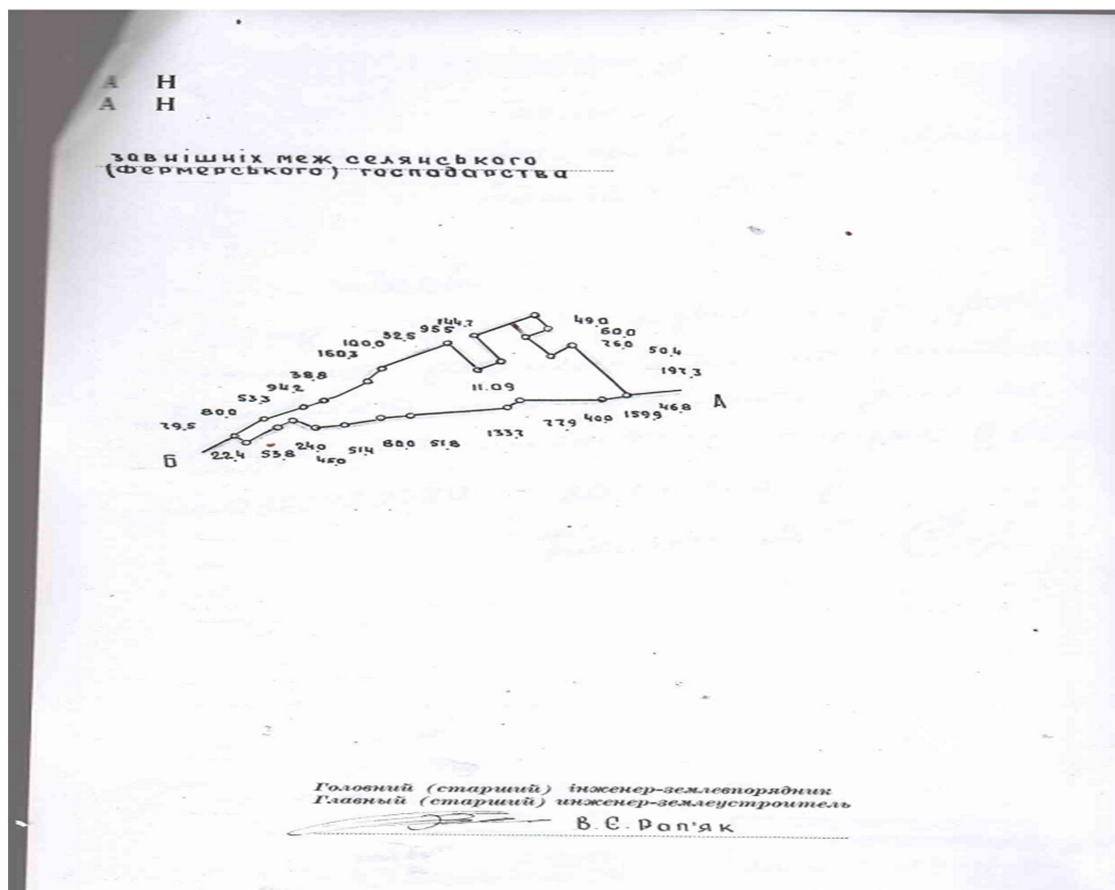 А Н
А Н
зовнішніх меж селянського
(фермерського) господарства
144,7 49,0
95,5 60,0
32,5 26,0
100,0 50,4
160,3
38,8 197,3
94,2 11.09
53,3 46,8 А
80,0 159,9
79,5 40,0
77,9
133,7
51,8
80,0
51,4
Б 22,4 53,8 24,0
45,0
Головний (старший) інженер-землевпорядник
Главный (старший) инженер-землеустроитель
В.Є. Рап'як